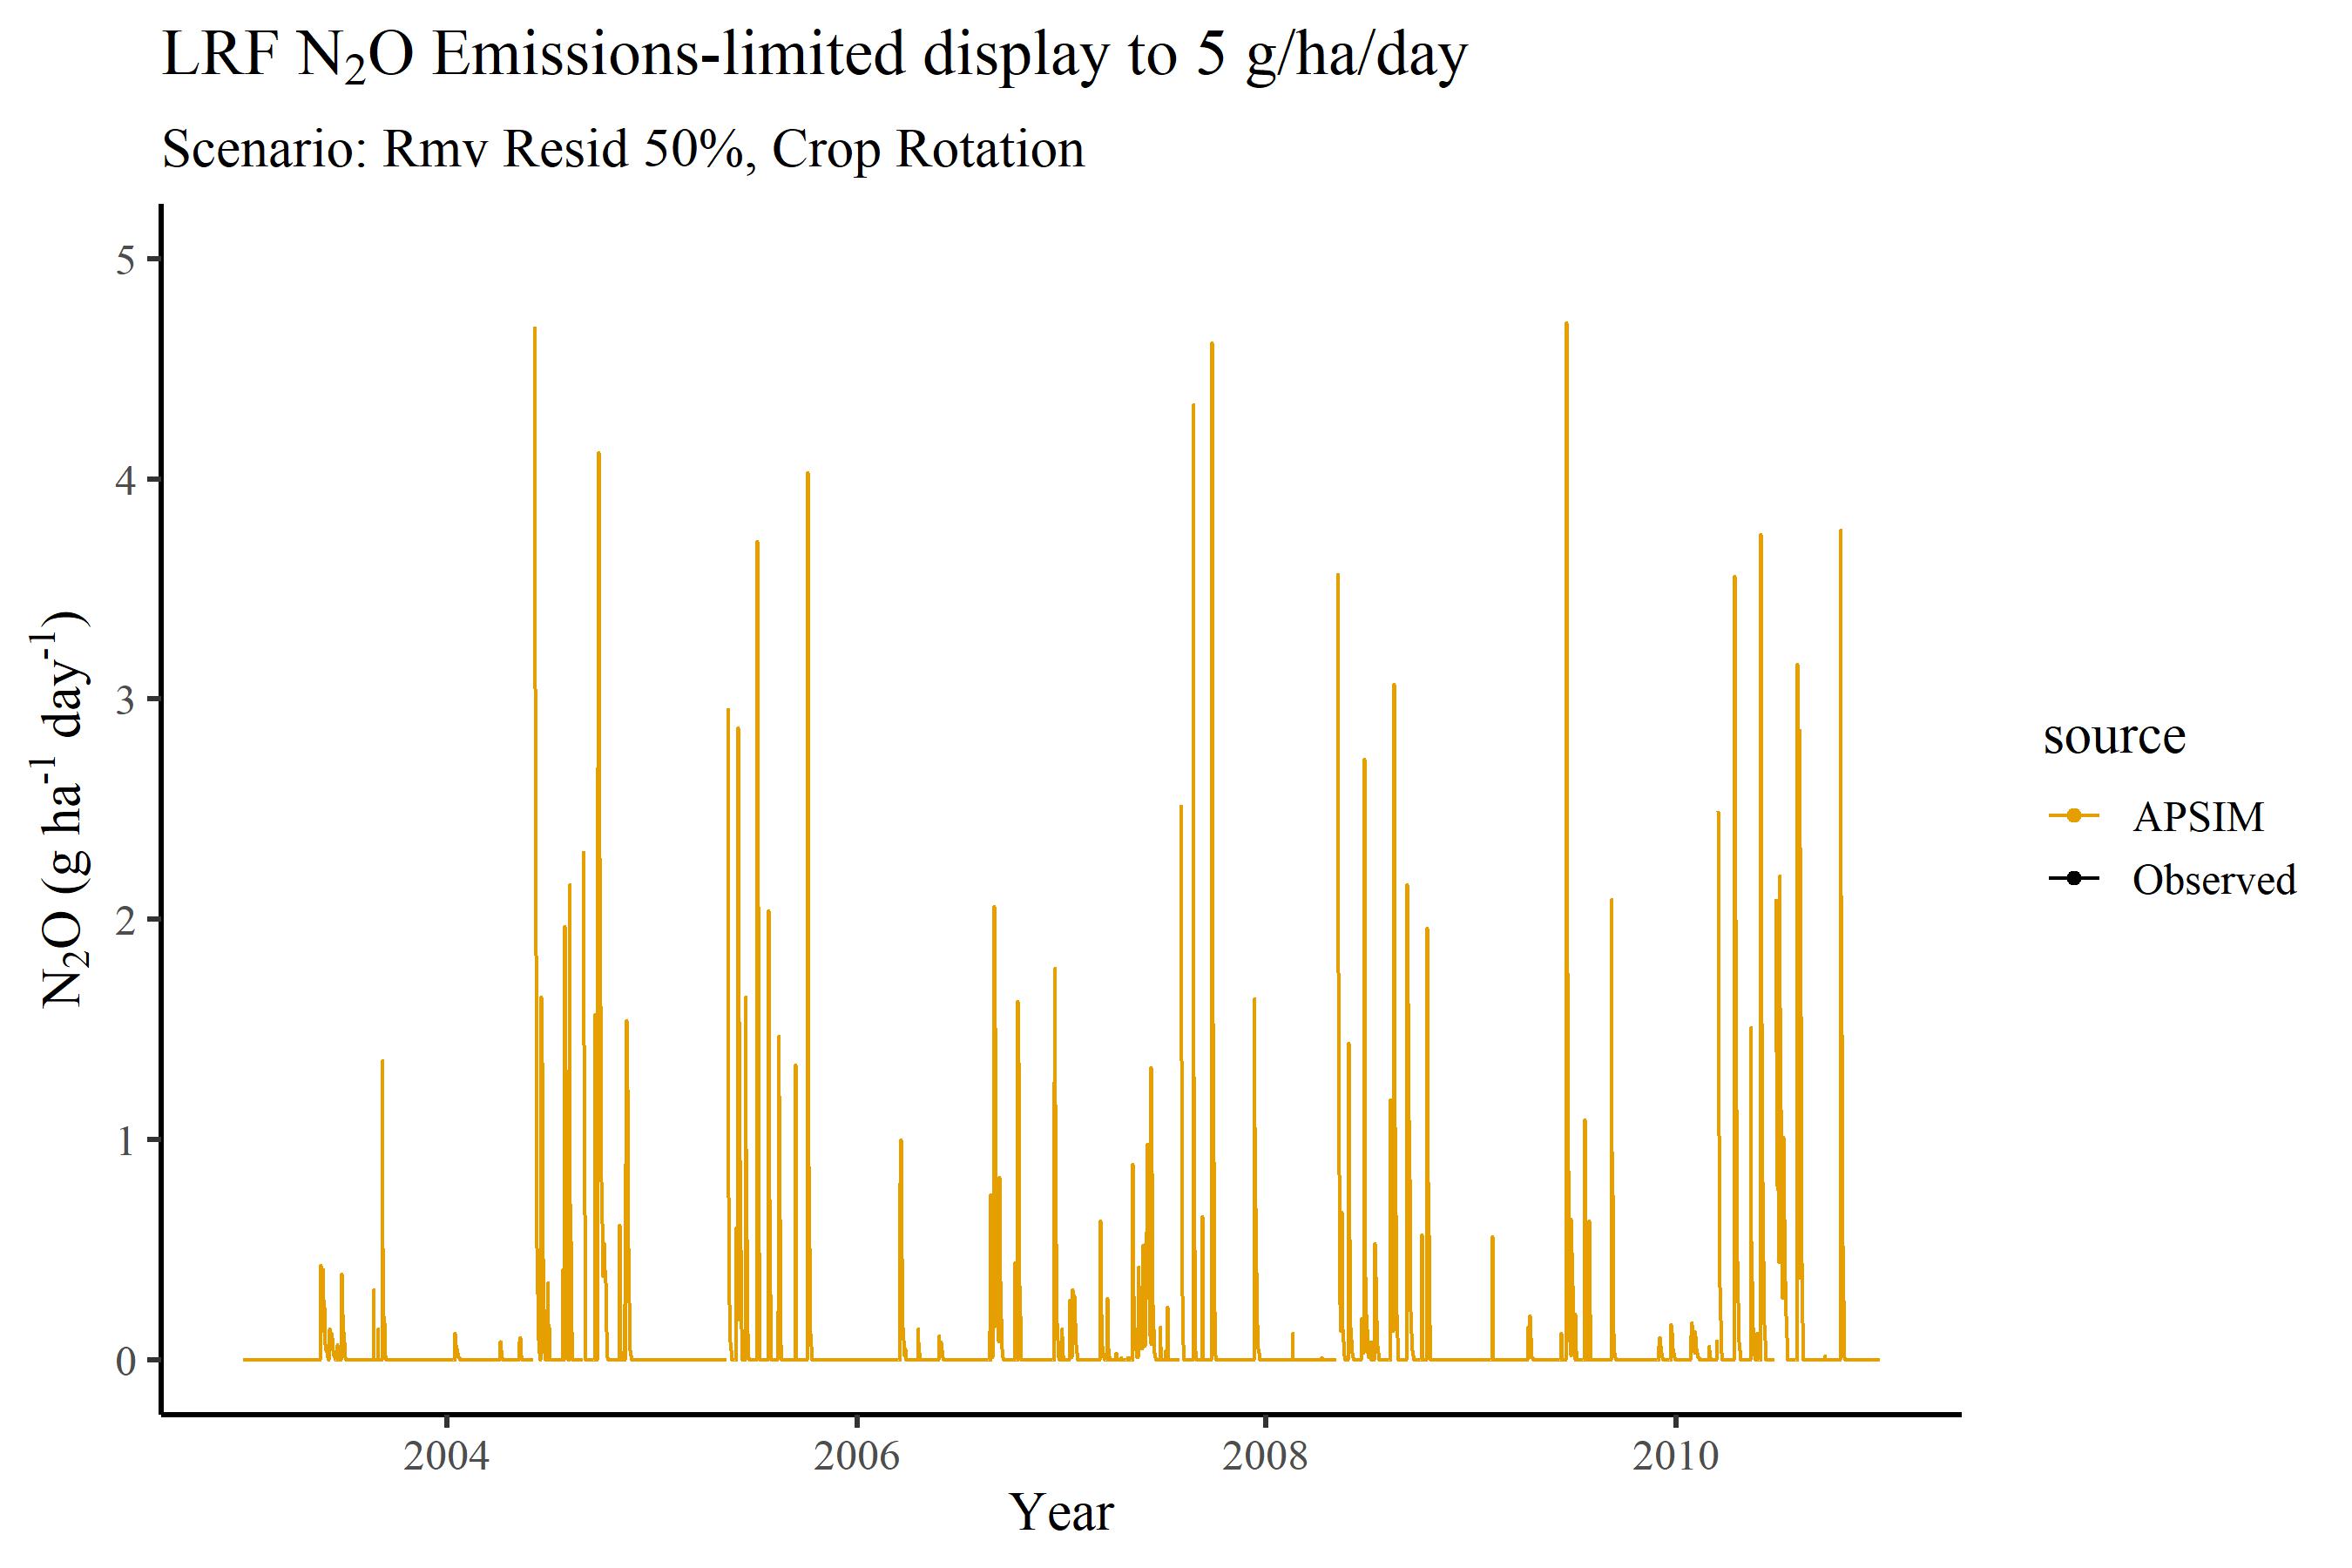 LRF N₂O Emissions-limited display to 5 g/ha/day
Scenario: Rmv Resid 50%, Crop Rotation
N₂O (g ha⁻¹ day⁻¹)
5
4
3
2
1
0
2004
2006
2008
2010
Year
source
APSIM
Observed